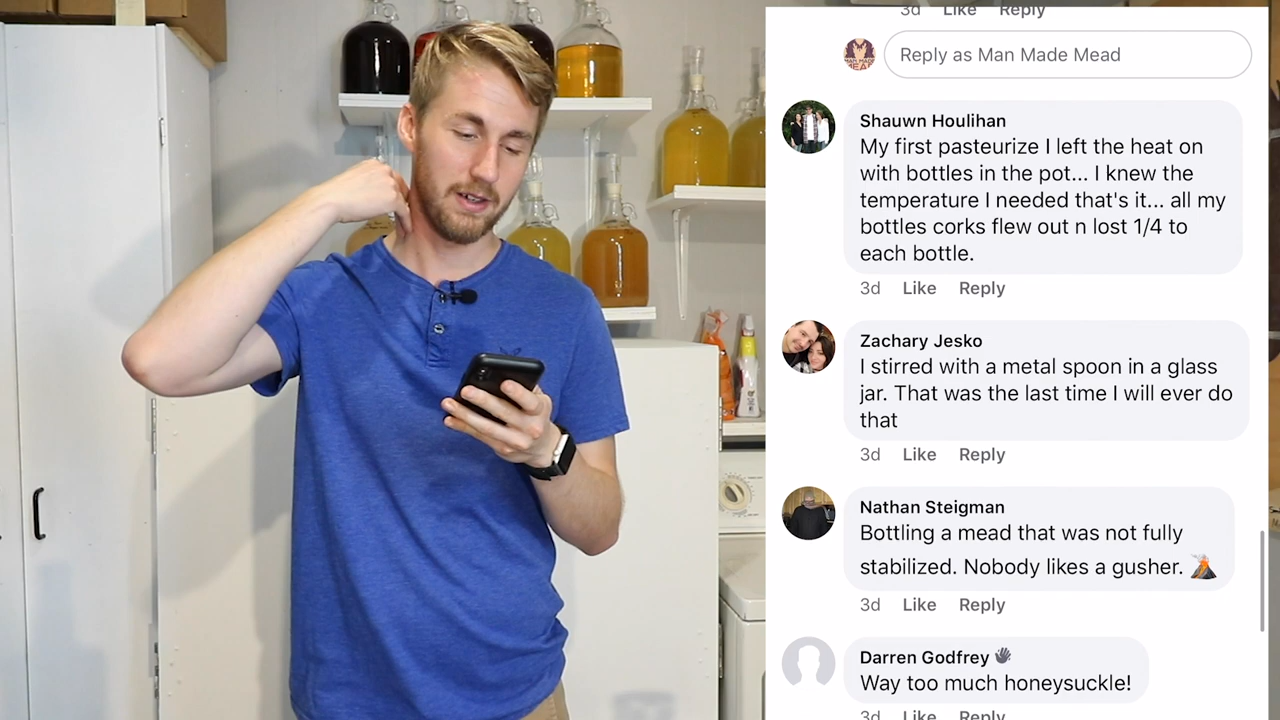 3d Like Reply
Reply as Man Made Mead
Shauwn Houlihan
My first pasteurize I left the heat on
with bottles in the pot... I knew the
temperature I needed that's it... all my
bottles corks flew out n lost 1/4 to
each bottle.
3d Like Reply
Zachary Jesko
I stirred with a metal spoon in a glass
jar. That was the last time I will ever do
that
3d Like Reply
Nathan Steigman
Bottling a mead that was not fully
stabilized. Nobody likes a gusher. 🌋
3d Like Reply
Darren Godfrey 👋
Way too much honeysuckle!
3d Like Reply